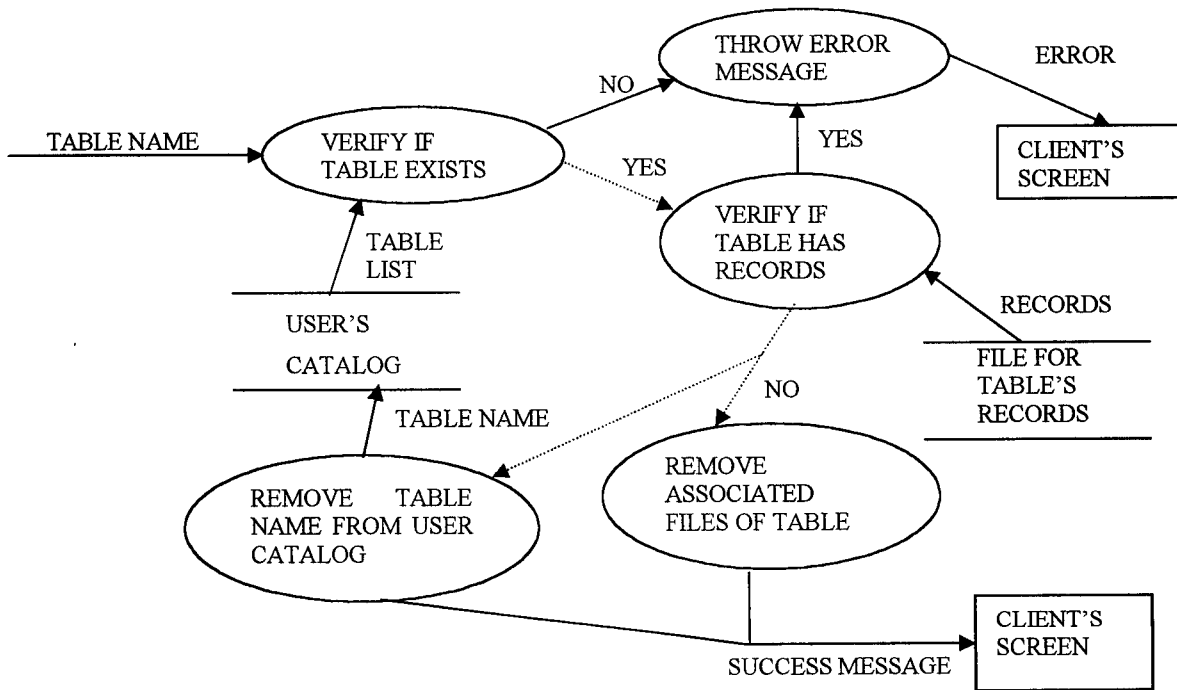 THROW ERROR
MESSAGE
ERROR
NO
TABLE NAME
VERIFY IF
TABLE EXISTS
YES
YES
CLIENT'S
SCREEN
VERIFY IF
TABLE HAS
RECORDS
TABLE
LIST
RECORDS
USER'S
CATALOG
FILE FOR
TABLE'S
RECORDS
NO
TABLE NAME
REMOVE TABLE
NAME FROM USER
CATALOG
REMOVE
ASSOCIATED
FILES OF TABLE
CLIENT'S
SCREEN
SUCCESS MESSAGE